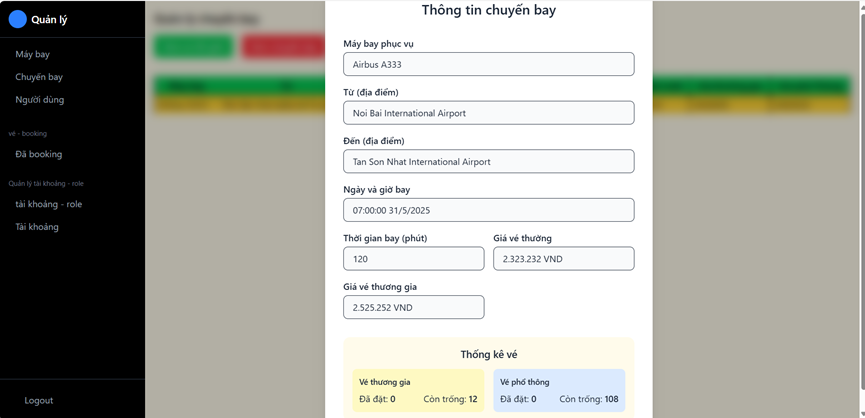 Quản lý
Máy bay
Chuyến bay
Người dùng
vé - booking
Đã booking
Quản lý tài khoảng - role
tài khoảng - role
Tài khoảng
Logout
Thông tin chuyến bay
Máy bay phục vụ
Airbus A333
Từ (địa điểm)
Noi Bai International Airport
Đến (địa điểm)
Tan Son Nhat International Airport
Ngày và giờ bay
07:00:00 31/5/2025
Thời gian bay (phút) Giá vé thường
120 2.323.232 VND
Giá vé thương gia
2.525.252 VND
Thống kê vé
Vé thương gia Vé phổ thông
Đã đặt: 0 Còn trống: 12 Đã đặt: 0 Còn trống: 108